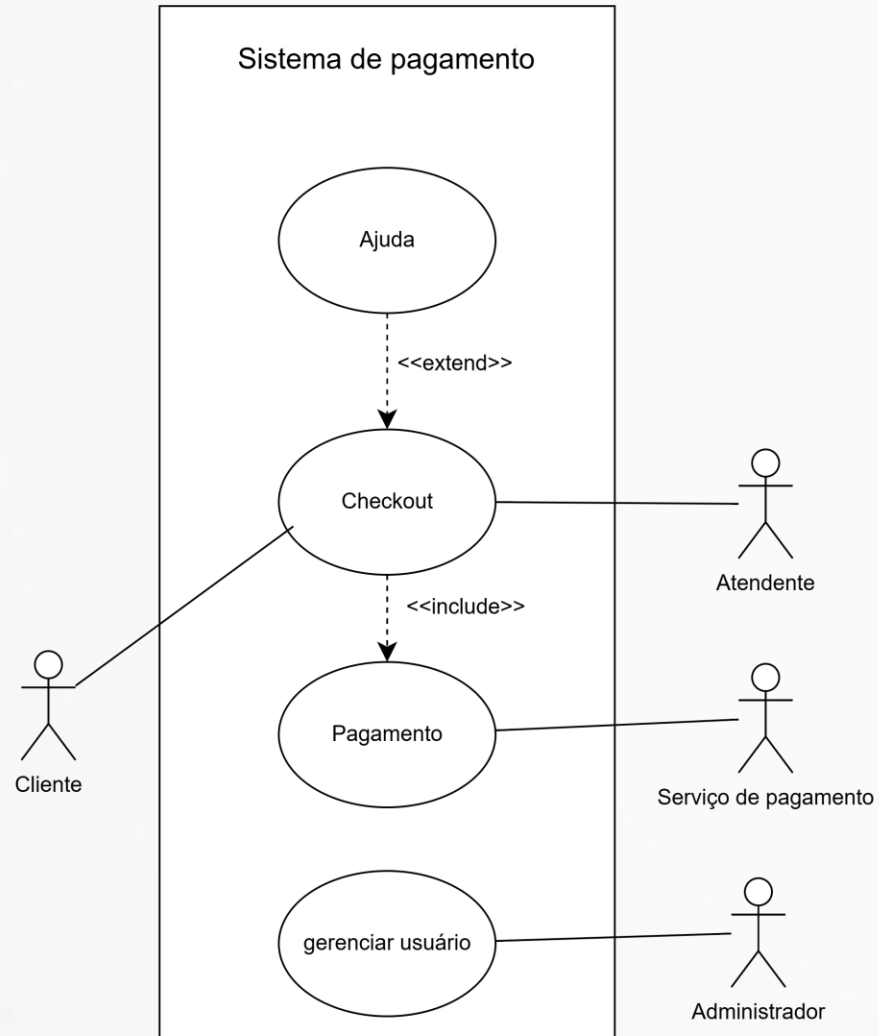 Sistema de pagamento
Ajuda
<<extend>>
Checkout
Atendente
<<include>>
Cliente
Pagamento
Serviço de pagamento
gerenciar usuário
Administrador